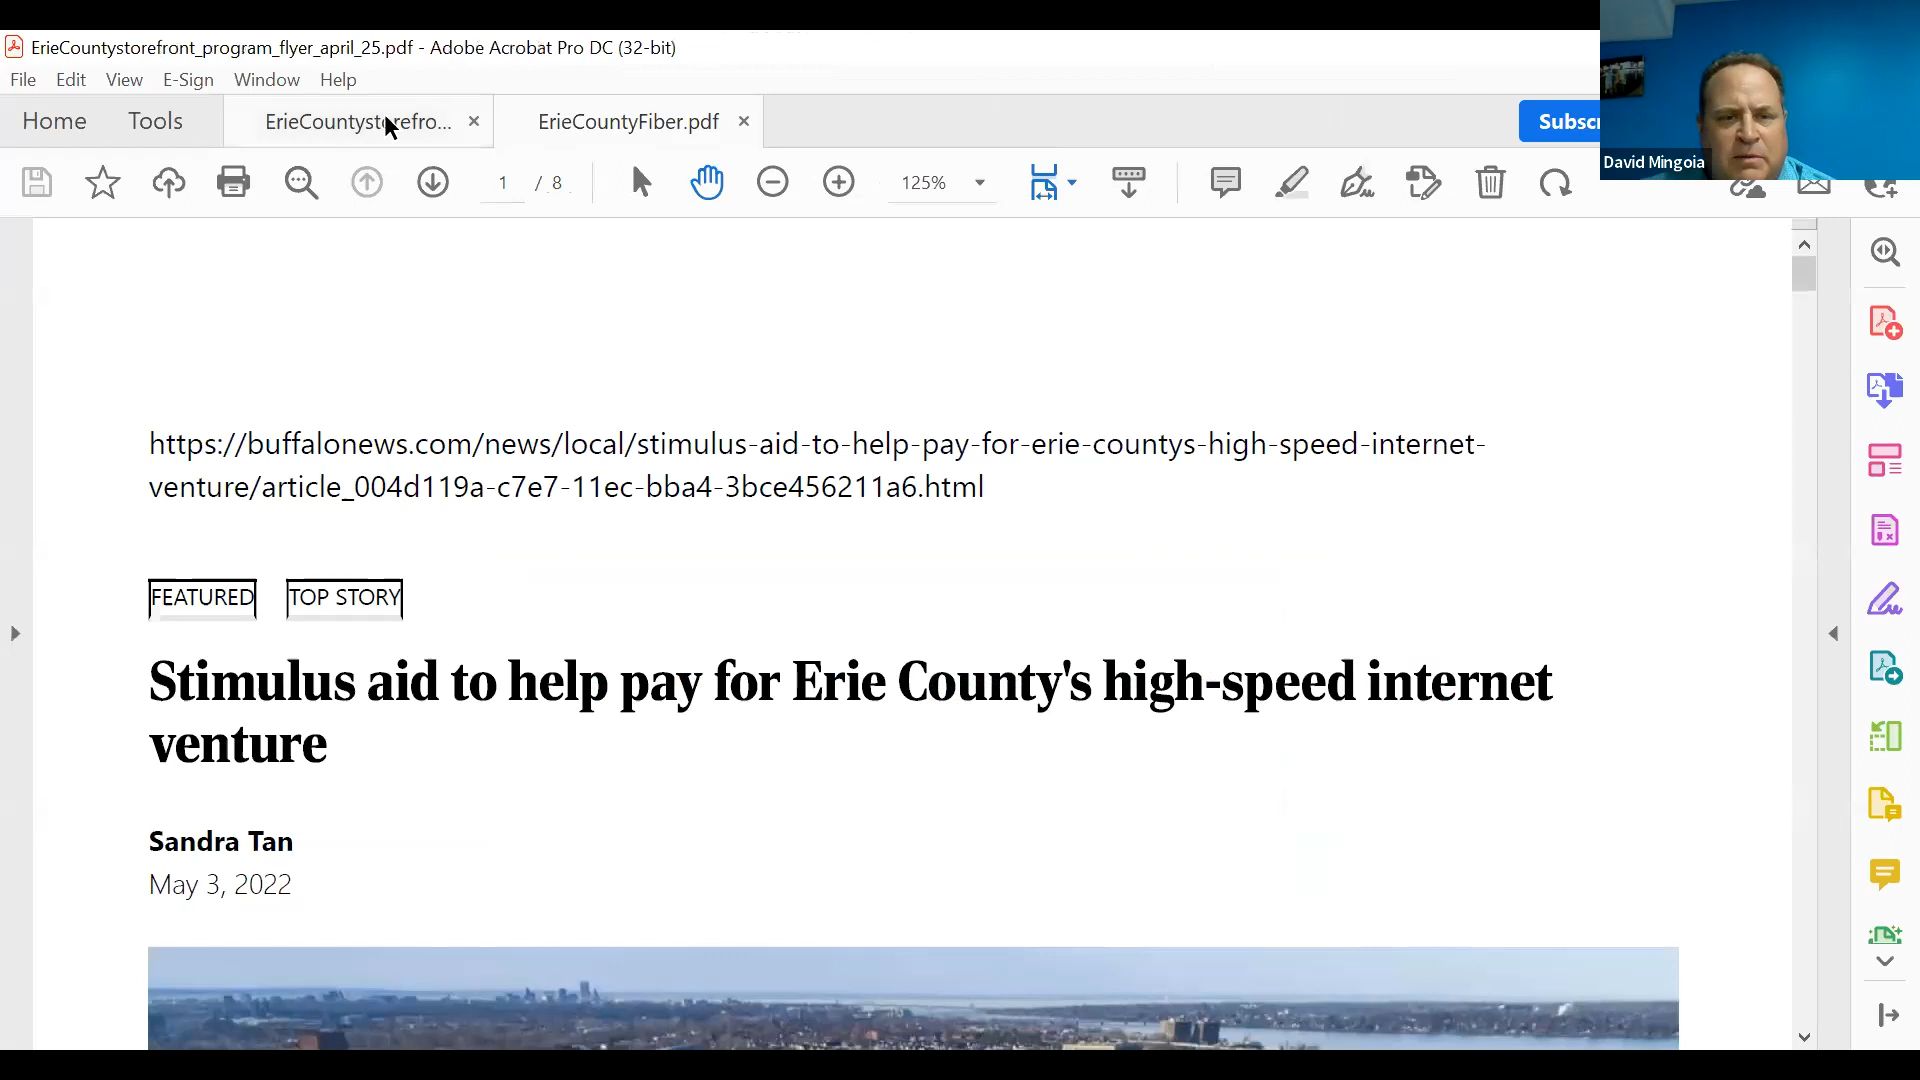 ErieCountystorefront_program_flyer_april_25.pdf - Adobe Acrobat Pro DC (32-bit)
File Edit View E-Sign Window Help
Home Tools ErieCountystorefro... ErieCountyFiber.pdf
Subscr
1 / 8 125%
David Mingoia
https://buffalonews.com/news/local/stimulus-aid-to-help-pay-for-erie-countys-high-speed-internet-
venture/article_004d119a-c7e7-11ec-bba4-3bce456211a6.html
FEATURED TOP STORY
Stimulus aid to help pay for Erie County's high-speed internet
venture
Sandra Tan
May 3, 2022